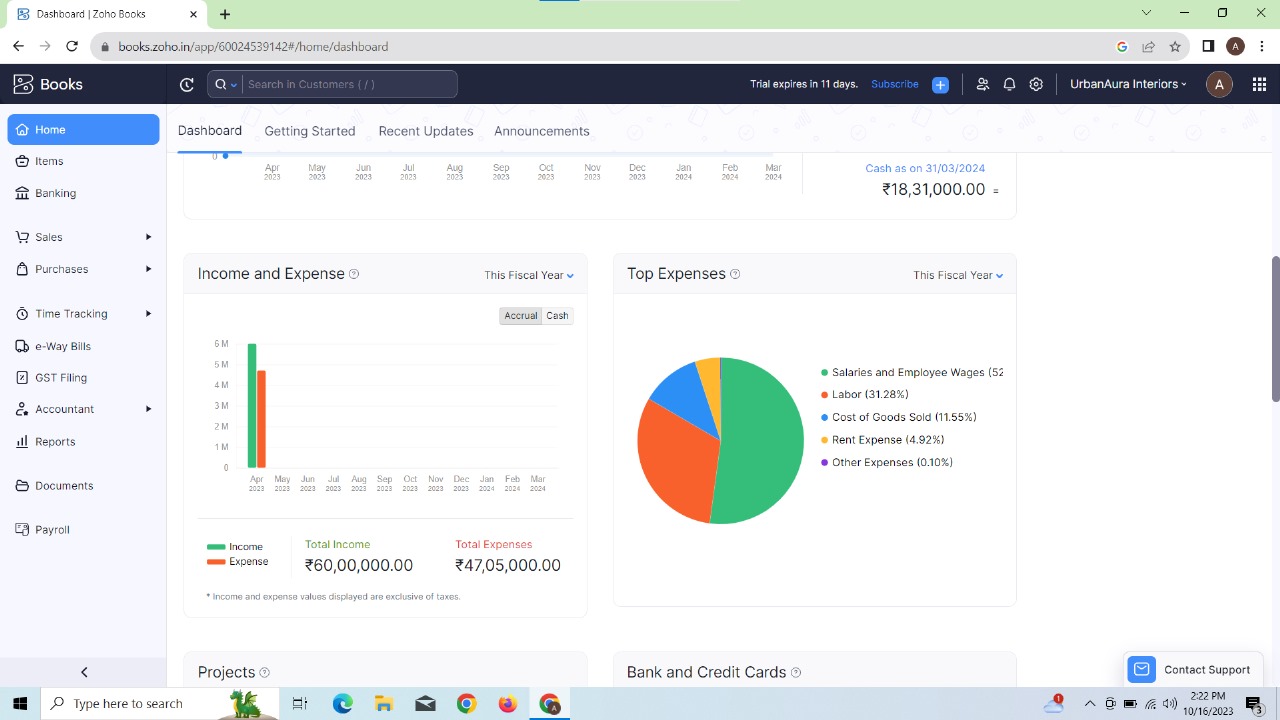 Dashboard | Zoho Books
books.zoho.in/app/60024539142#/home/dashboard
A
Books
Search in Customers ( / )
Trial expires in 11 days. Subscribe
UrbanAura Interiors
A
Home
Items
Banking
Sales
Purchases
Time Tracking
e-Way Bills
GST Filing
Accountant
Reports
Documents
Payroll
Dashboard Getting Started Recent Updates Announcements
0
Apr 2023 May 2023 Jun 2023 Jul 2023 Aug 2023 Sep 2023 Oct 2023 Nov 2023 Dec 2023 Jan 2024 Feb 2024 Mar 2024
Cash as on 31/03/2024
₹18,31,000.00 =
Income and Expense
This Fiscal Year
Accrual Cash
6 M
5 M
4 M
3 M
2 M
1 M
0
Apr 2023 May 2023 Jun 2023 Jul 2023 Aug 2023 Sep 2023 Oct 2023 Nov 2023 Dec 2023 Jan 2024 Feb 2024 Mar 2024
Income
Expense
Total Income
₹60,00,000.00
Total Expenses
₹47,05,000.00
* Income and expense values displayed are exclusive of taxes.
Top Expenses
This Fiscal Year
Salaries and Employee Wages (52
Labor (31.28%)
Cost of Goods Sold (11.55%)
Rent Expense (4.92%)
Other Expenses (0.10%)
Projects
Bank and Credit Cards
Contact Support
Type here to search
1
2:22 PM
10/16/2023
3